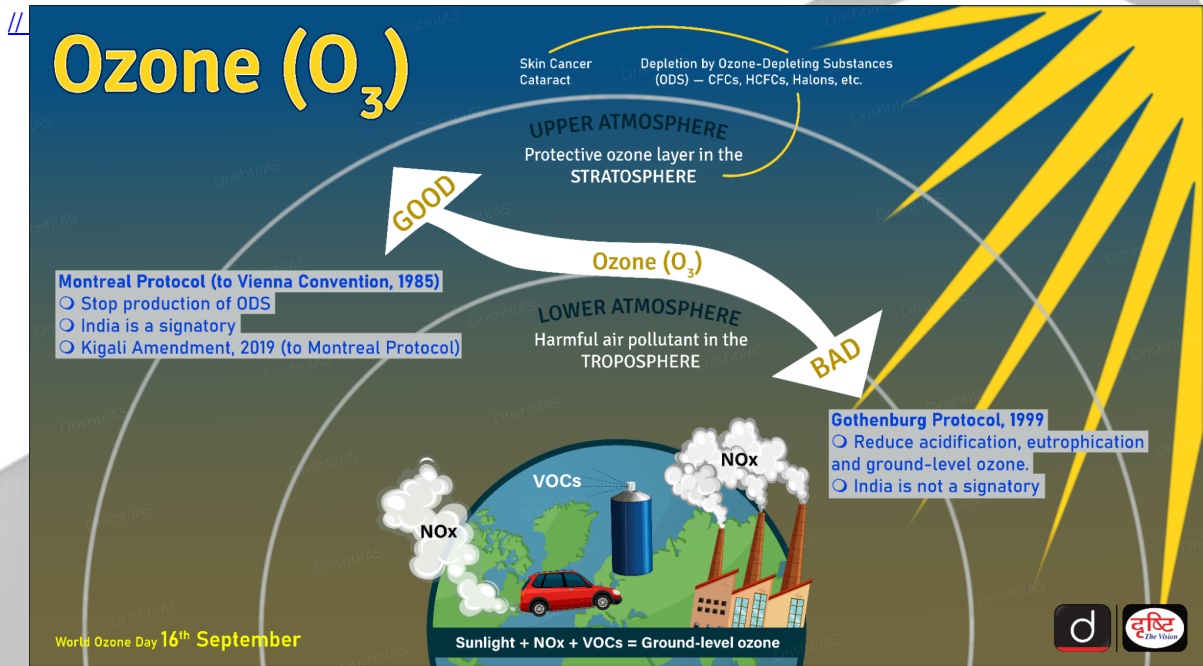 //
Ozone (O3)
Skin Cancer
Cataract
Depletion by Ozone-Depleting Substances
(ODS) — CFCs, HCFCs, Halons, etc.
UPPER ATMOSPHERE
Protective ozone layer in the
STRATOSPHERE
GOOD
Ozone (O3)
BAD
LOWER ATMOSPHERE
Harmful air pollutant in the
TROPOSPHERE
Montreal Protocol (to Vienna Convention, 1985)
❍ Stop production of ODS
❍ India is a signatory
❍ Kigali Amendment, 2019 (to Montreal Protocol)
Gothenburg Protocol, 1999
❍ Reduce acidification, eutrophication
and ground-level ozone.
❍ India is not a signatory
NOx
VOCs
NOx
Sunlight + NOx + VOCs = Ground-level ozone
World Ozone Day 16th September
d
दृष्टि
The Vision
DrishtiIAS